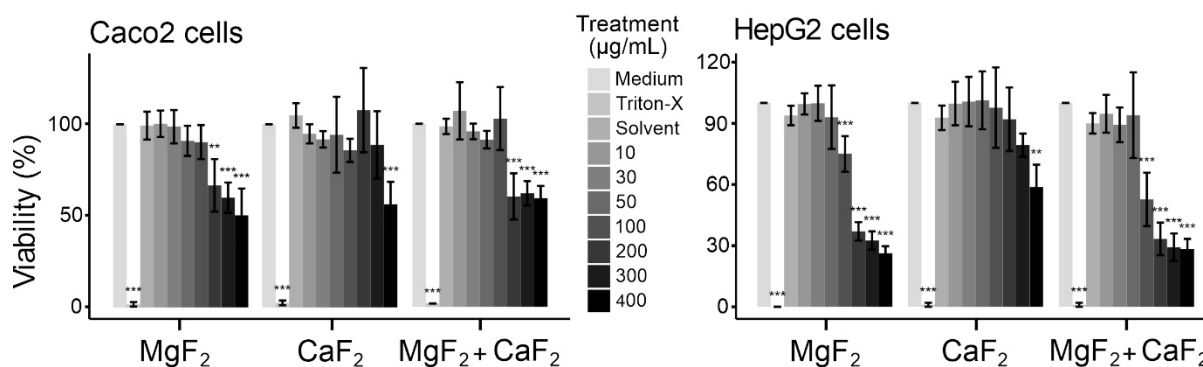 Caco2 cells
Viability (%)
100
50
0
***
** *** ***
***
***
***
*** *** ***
MgF₂ CaF₂ MgF₂ + CaF₂
Treatment
(μg/mL)
Medium
Triton-X
Solvent
10
30
50
100
200
300
400
HepG2 cells
120
90
60
30
0
***
*** *** *** ***
***
**
***
*** *** *** ***
MgF₂ CaF₂ MgF₂ + CaF₂